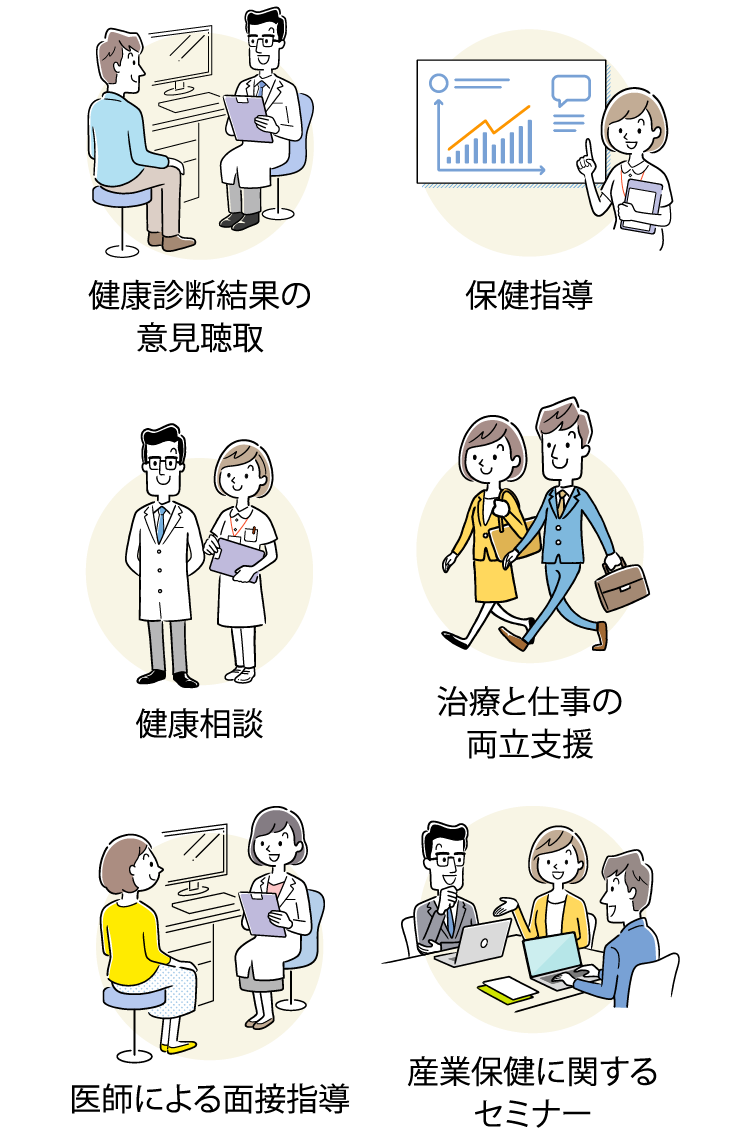 健康診断結果の
意見聴取
保健指導
健康相談
治療と仕事の
両立支援
医師による面接指導
産業保健に関する
セミナー